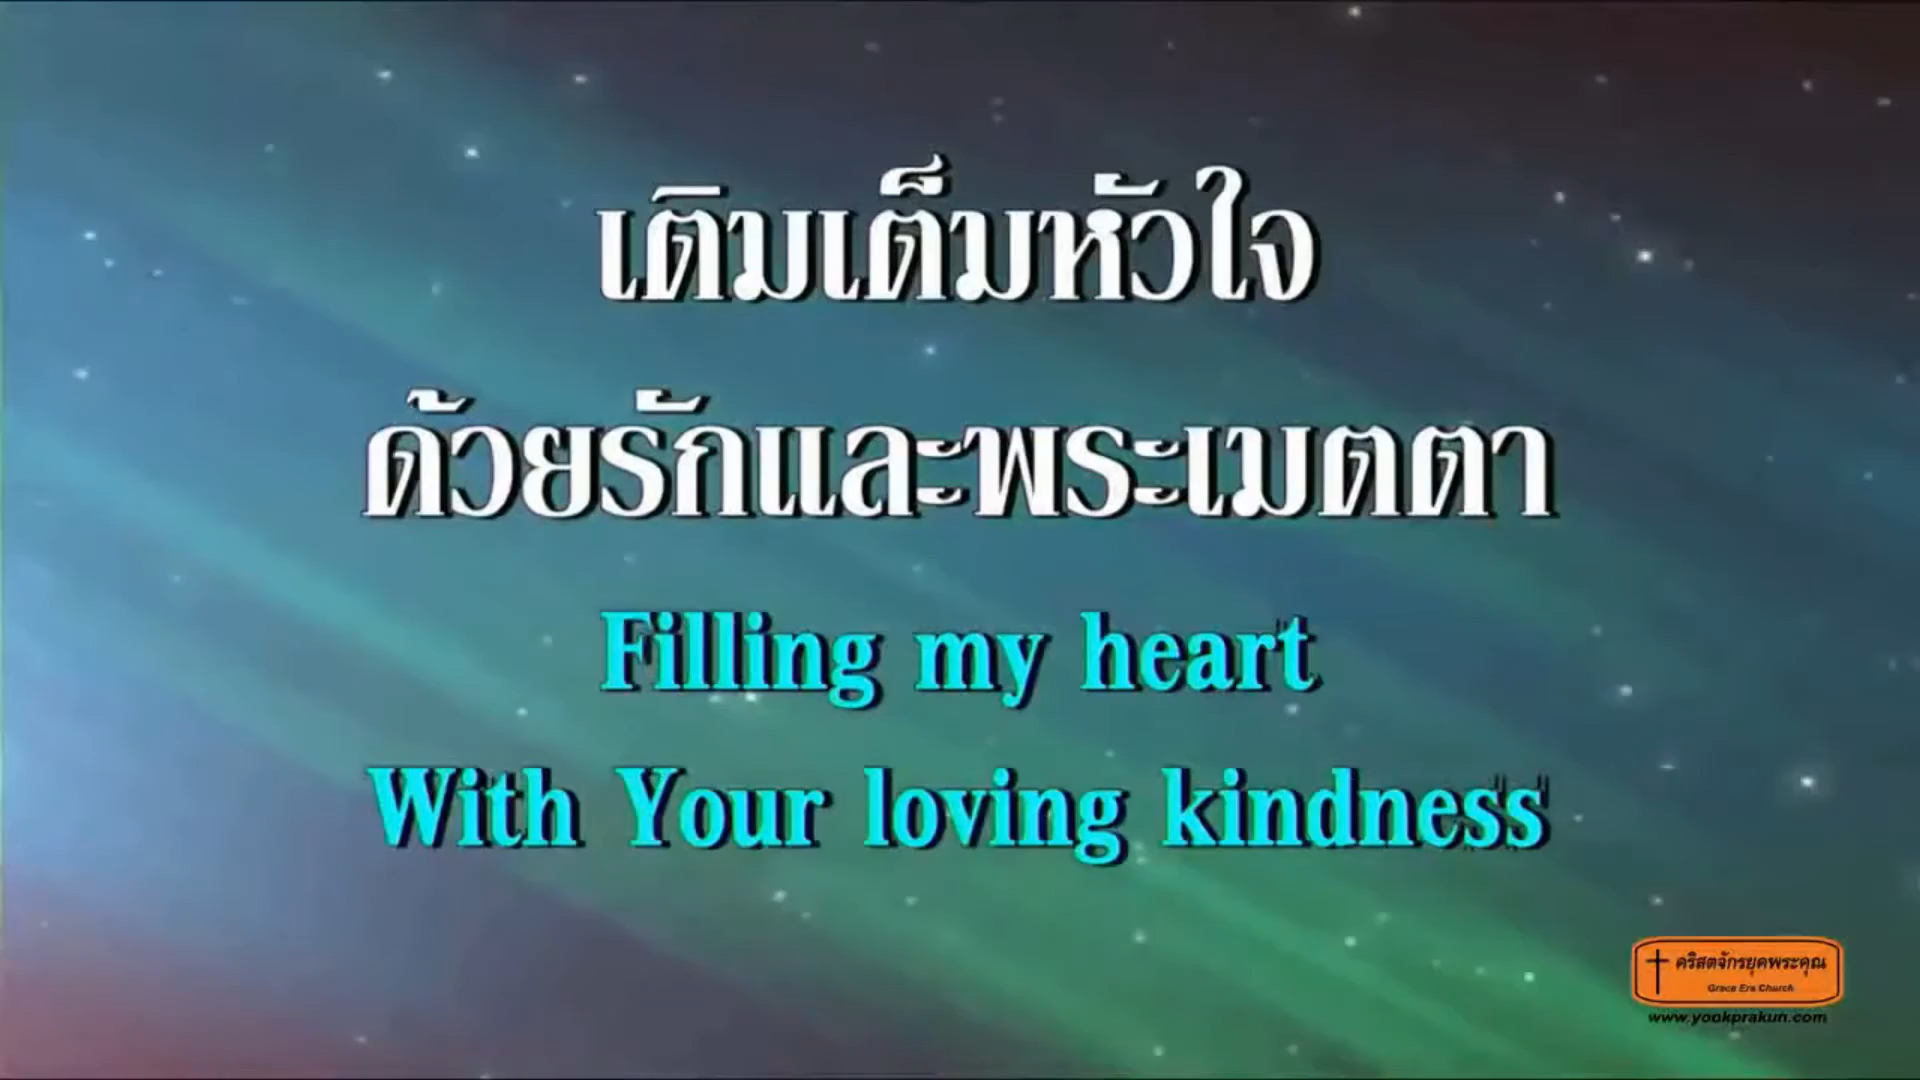 เติมเต็มหัวใจ
ด้วยรักและพระเมตตา
Filling my heart
With Your loving kindness
คริสตจักรยุคพระคุณ
Grace Era Church
www.yookprakun.com